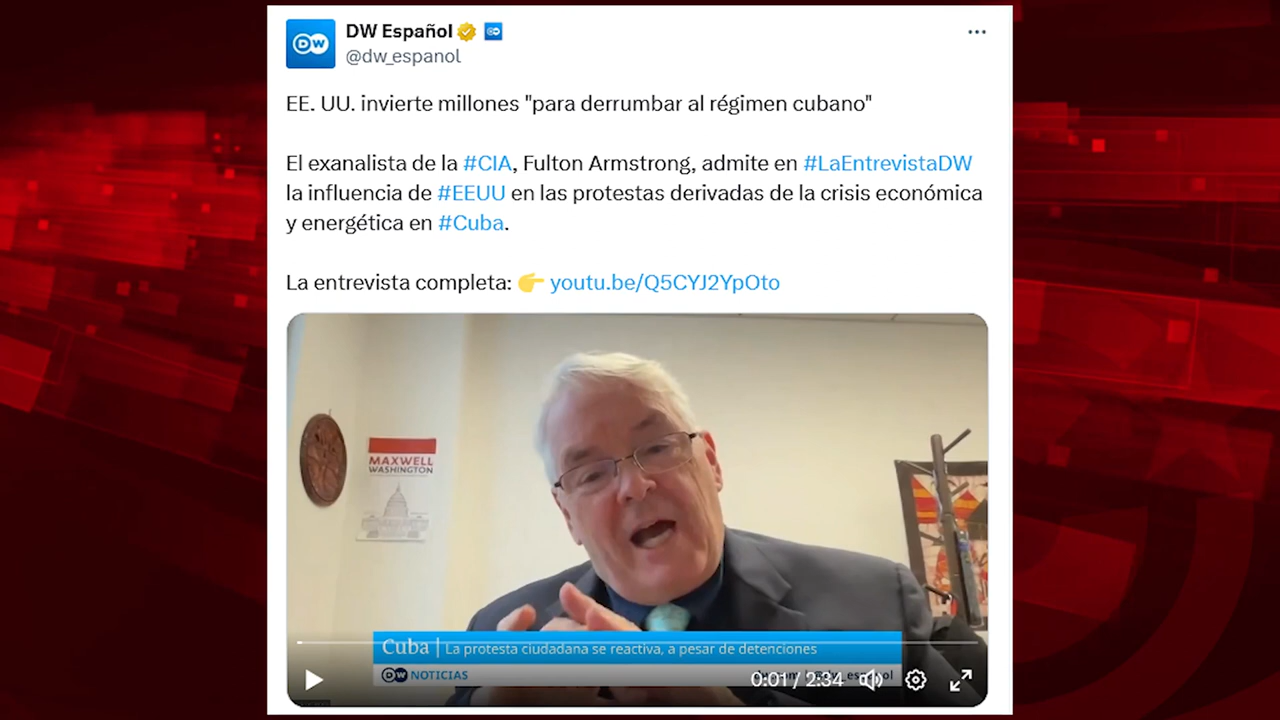 DW Español
@dw_espanol
EE. UU. invierte millones "para derrumbar al régimen cubano"
El exanalista de la #CIA, Fulton Armstrong, admite en #LaEntrevistaDW
la influencia de #EEUU en las protestas derivadas de la crisis económica
y energética en #Cuba.
La entrevista completa: 👉 youtu.be/Q5CYJ2YpOto
MAXWELL
WASHINGTON
Cuba | La protesta ciudadana se reactiva, a pesar de detenciones
DW NOTICIAS
0:01 / 2:34